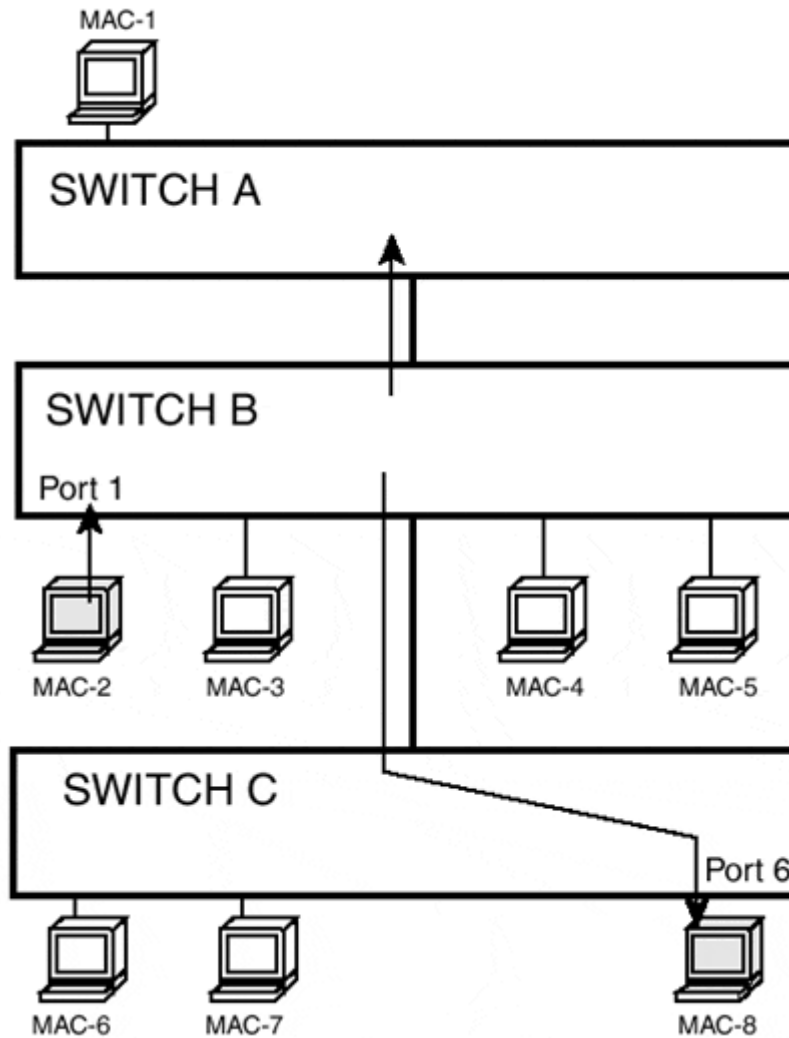 MAC-1
SWITCH A
SWITCH B
Port 1
MAC-2 MAC-3 MAC-4 MAC-5
SWITCH C
Port 6
MAC-6 MAC-7 MAC-8